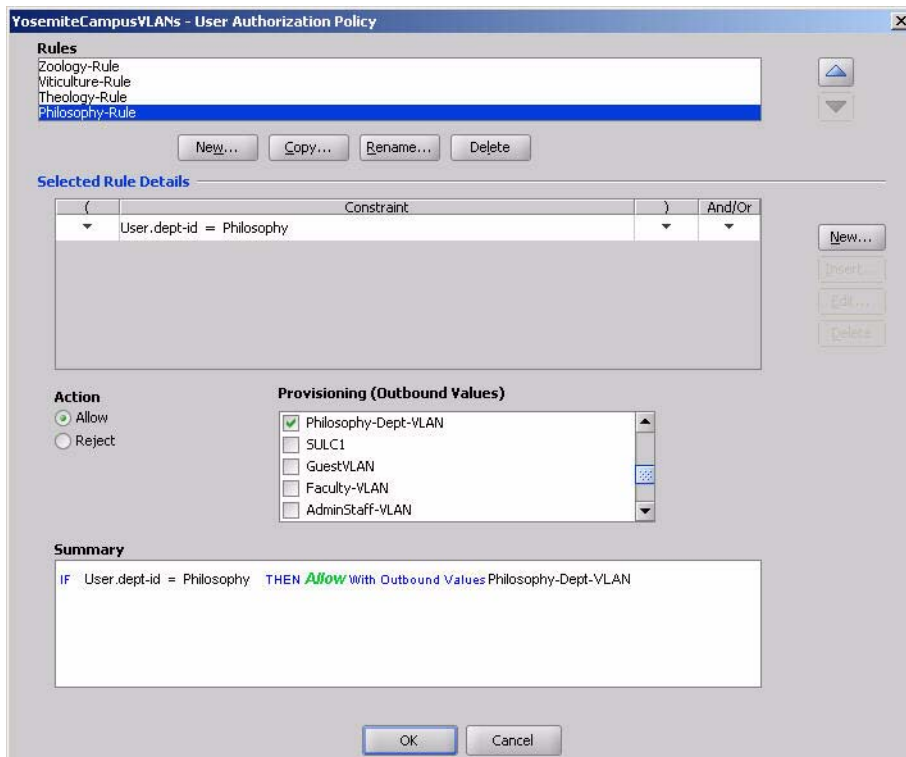 YosemiteCampusVLANs - User Authorization Policy
Rules
Zoology-Rule
Viticulture-Rule
Theology-Rule
Philosophy-Rule
New... Copy... Rename... Delete
Selected Rule Details
( Constraint ) And/Or
User.dept-id = Philosophy
New...
Insert...
Edit...
Delete
Action
Allow
Reject
Provisioning (Outbound Values)
Philosophy-Dept-VLAN
SULC1
GuestVLAN
Faculty-VLAN
AdminStaff-VLAN
Summary
IF User.dept-id = Philosophy THEN Allow With Outbound Values Philosophy-Dept-VLAN
OK Cancel